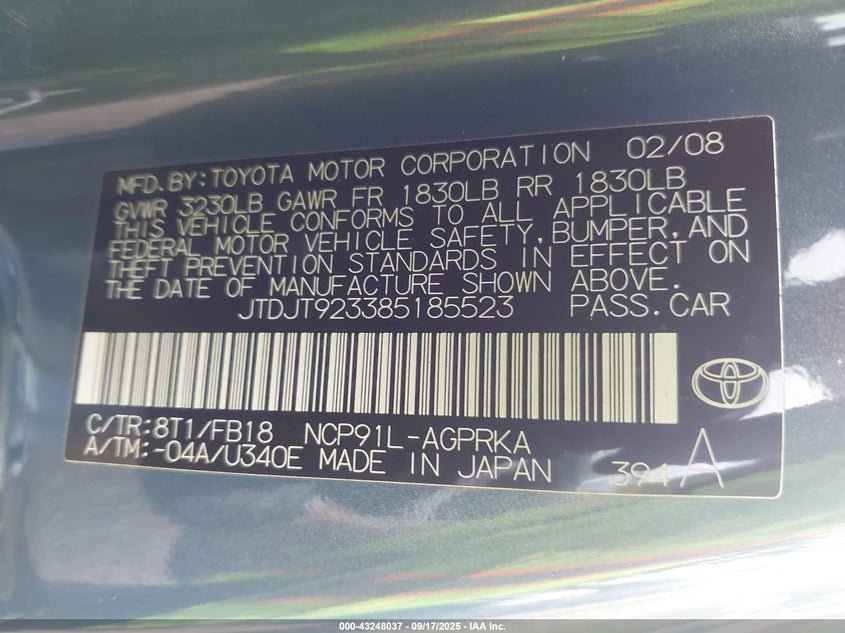 MFD.BY:TOYOTA MOTOR CORPORATION 02/08
GVWR 3230LB GAWR FR 1830LB RR 1830LB
THIS VEHICLE CONFORMS TO ALL APPLICABLE
FEDERAL MOTOR VEHICLE SAFETY,BUMPER,AND
THEFT PREVENTION STANDARDS IN EFFECT ON
THE DATE OF MANUFACTURE SHOWN ABOVE.
JTDJT923385185523 PASS.CAR
C/TR:8T1/FB18 NCP91L-AGPRKA
A/TM:-04A/U340E MADE IN JAPAN 394 A
000-43248037 - 09/17/2025 - IAA Inc.